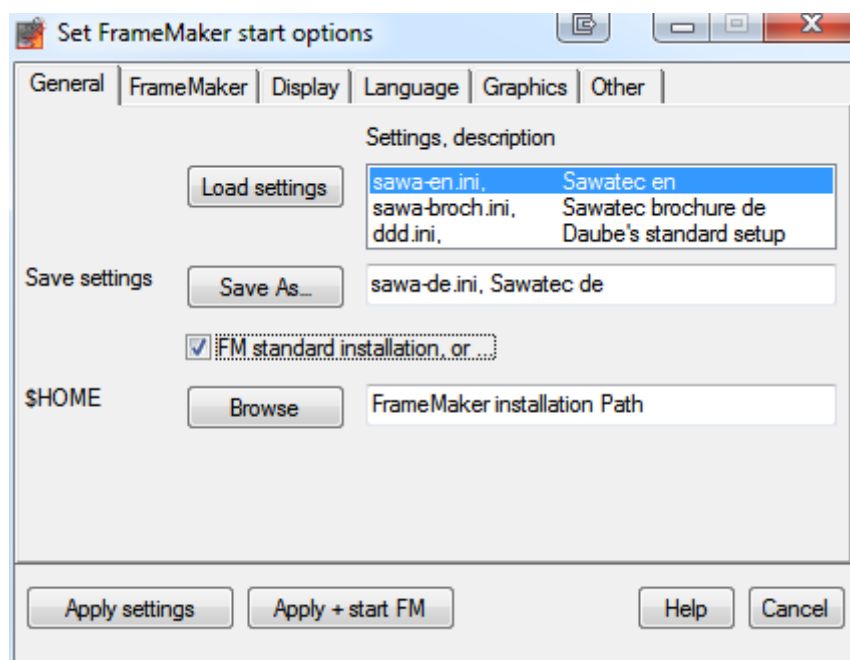 Set FrameMaker start options
General FrameMaker Display Language Graphics Other
Settings, description
Load settings
sawa-en.ini, Sawatec en
sawa-broch.ini, Sawatec brochure de
ddd.ini, Daube's standard setup
Save settings Save As... sawa-de.ini, Sawatec de
FM standard installation, or ...
$HOME Browse FrameMaker installation Path
Apply settings Apply + start FM Help Cancel